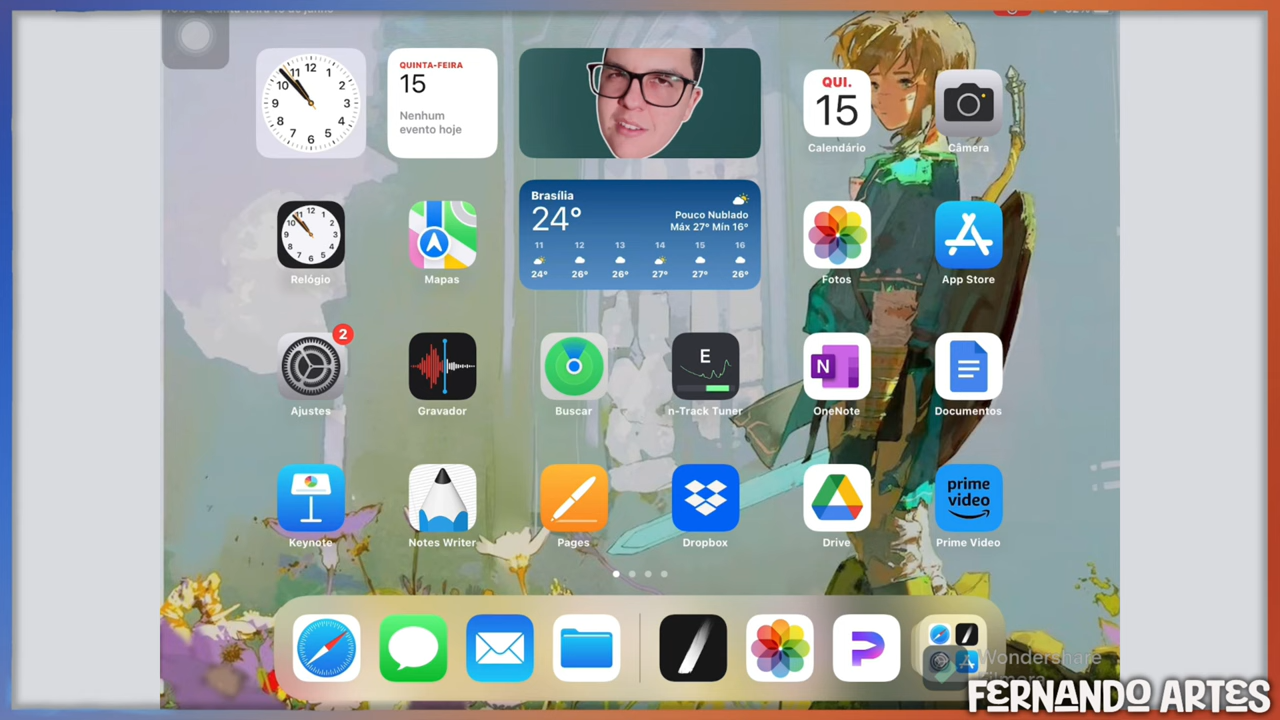 QUINTA-FEIRA
15
Nenhum
evento hoje
QUI.
15
Calendário
Câmera
Brasília
24°
Pouco Nublado
Máx 27° Mín 16°
11 12 13 14 15 16
24° 26° 26° 27° 27° 26°
Relógio
Mapas
Fotos
App Store
2
E
N
Ajustes
Gravador
Buscar
n-Track Tuner
OneNote
Documentos
prime
video
Keynote
Notes Writer
Pages
Dropbox
Drive
Prime Video
Wondershare
Filmora
FERNANDO ARTES